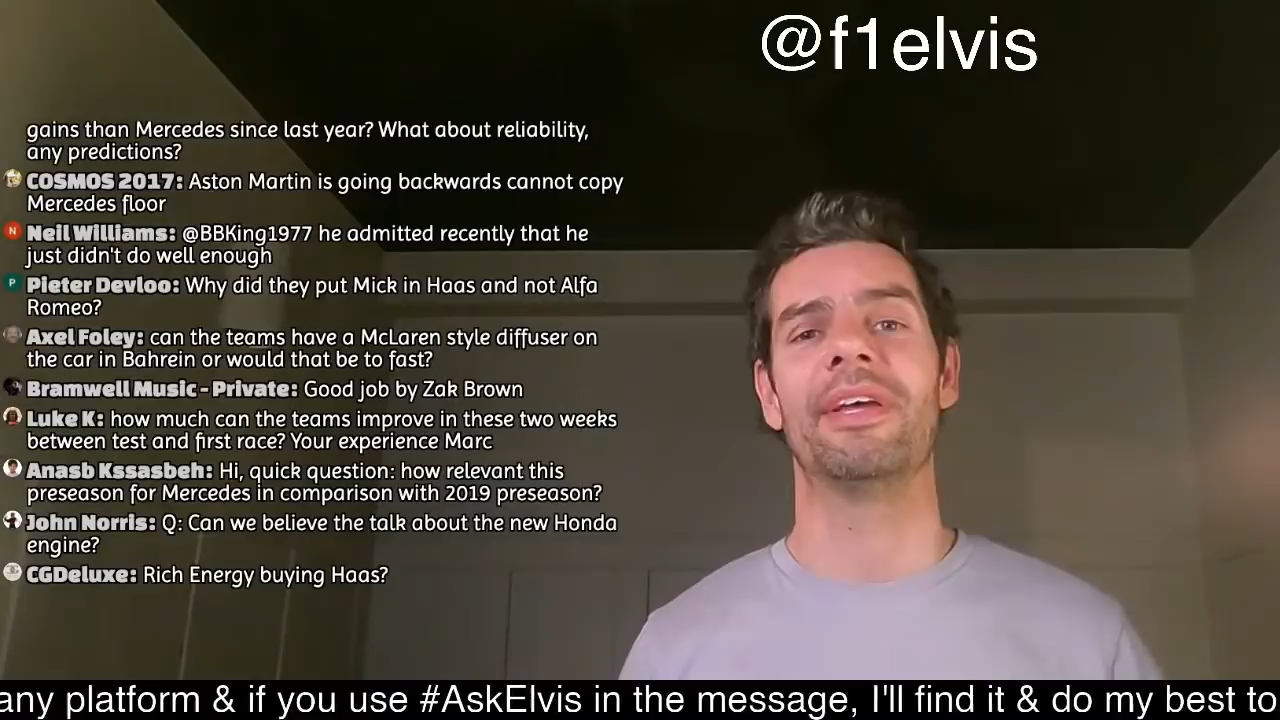 @f1elvis
gains than Mercedes since last year? What about reliability,
any predictions?
COSMOS 2017: Aston Martin is going backwards cannot copy
Mercedes floor
N Neil Williams: @BBKing1977 he admitted recently that he
just didn't do well enough
P Pieter Devloo: Why did they put Mick in Haas and not Alfa
Romeo?
Axel Foley: can the teams have a McLaren style diffuser on
the car in Bahrein or would that be to fast?
Bramwell Music - Private: Good job by Zak Brown
Luke K: how much can the teams improve in these two weeks
between test and first race? Your experience Marc
Anasb Kssasbeh: Hi, quick question: how relevant this
preseason for Mercedes in comparison with 2019 preseason?
John Norris: Q: Can we believe the talk about the new Honda
engine?
CGDeluxe: Rich Energy buying Haas?
any platform & if you use #AskElvis in the message, I'll find it & do my best to